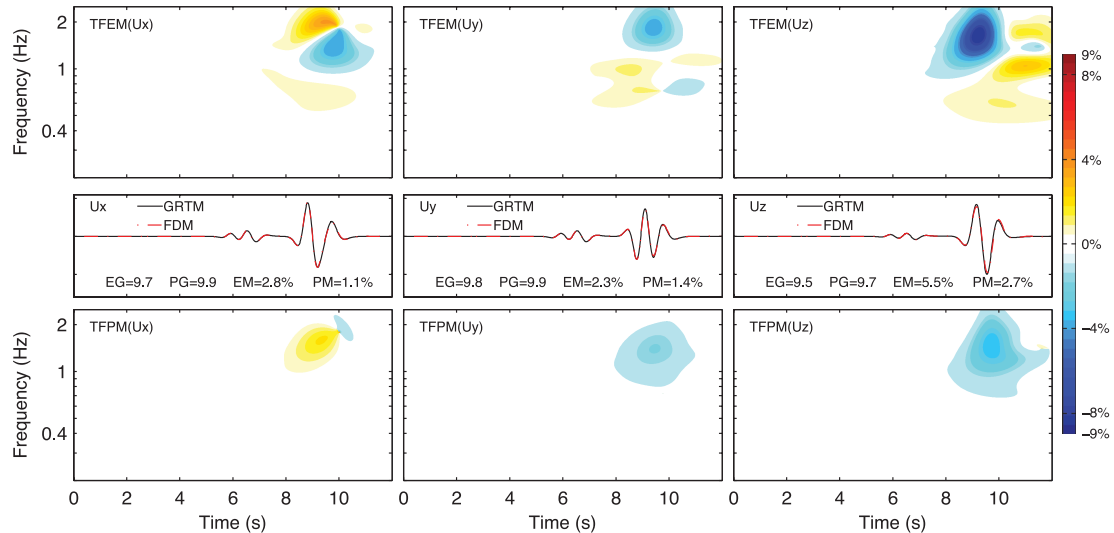 TFEM(Ux)
TFEM(Uy)
TFEM(Uz)
Frequency (Hz)
2
1
0.4
9%
8%
4%
0%
−4%
−8%
−9%
Ux
GRTM
FDM
EG=9.7 PG=9.9 EM=2.8% PM=1.1%
Uy
GRTM
FDM
EG=9.8 PG=9.9 EM=2.3% PM=1.4%
Uz
GRTM
FDM
EG=9.5 PG=9.7 EM=5.5% PM=2.7%
TFPM(Ux)
TFPM(Uy)
TFPM(Uz)
Frequency (Hz)
2
1
0.4
0 2 4 6 8 10 0 2 4 6 8 10 0 2 4 6 8 10
Time (s) Time (s) Time (s)